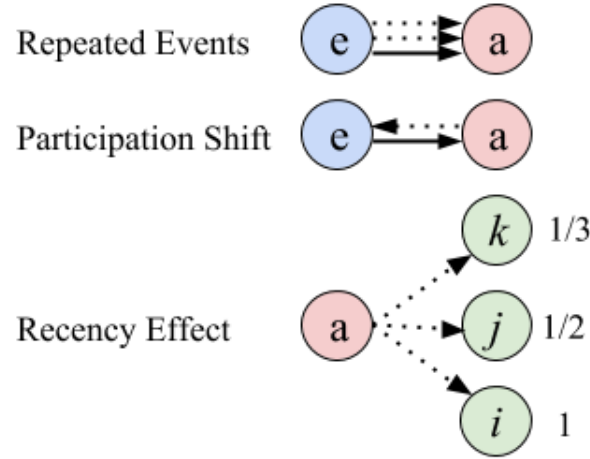 Repeated Events e a
Participation Shift e a
k 1/3
Recency Effect a j 1/2
i 1